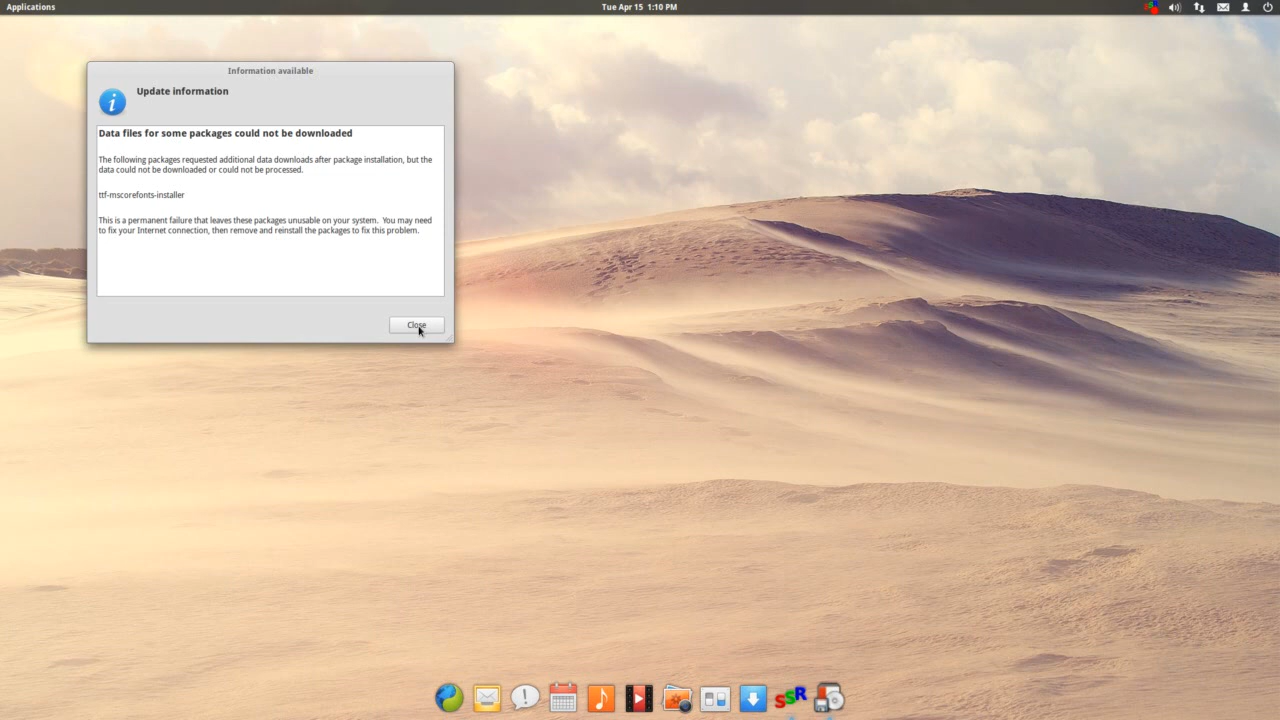 Applications
Tue Apr 15 1:10 PM
SSR
Information available
i
Update information
Data files for some packages could not be downloaded
The following packages requested additional data downloads after package installation, but the
data could not be downloaded or could not be processed.
ttf-mscorefonts-installer
This is a permanent failure that leaves these packages unusable on your system. You may need
to fix your Internet connection, then remove and reinstall the packages to fix this problem.
Close
SSR